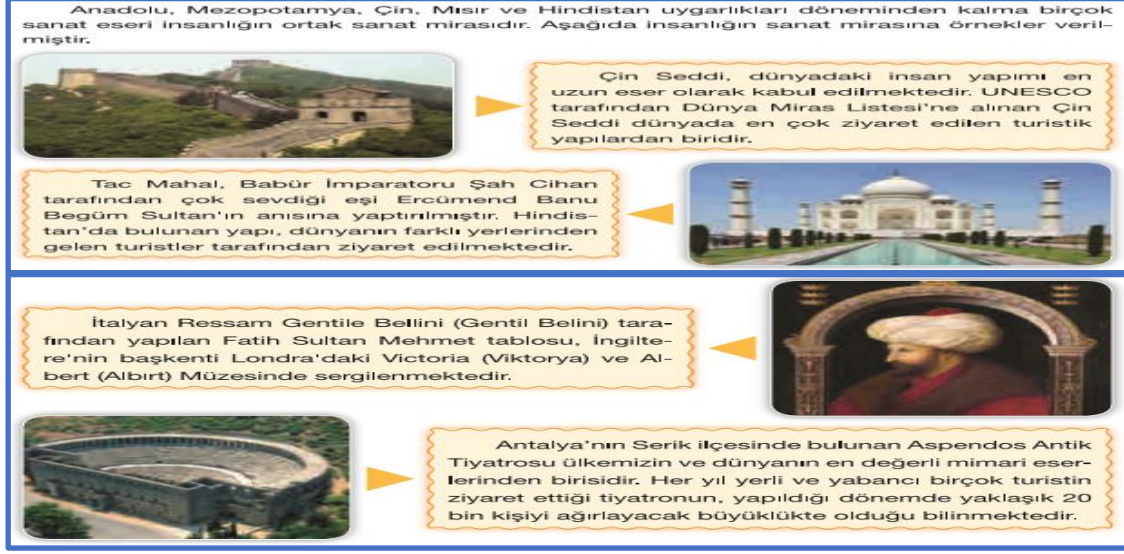 Anadolu, Mezopotamya, Çin, Mısır ve Hindistan uygarlıkları döneminden kalma birçok
sanat eseri insanlığın ortak sanat mirasıdır. Aşağıda insanlığın sanat mirasına örnekler veril-
miştir.
Çin Seddi, dünyadaki insan yapımı en
uzun eser olarak kabul edilmektedir. UNESCO
tarafından Dünya Miras Listesi'ne alınan Çin
Seddi dünyada en çok ziyaret edilen turistik
yapılardan biridir.
Tac Mahal, Babür İmparatoru Şah Cihan
tarafından çok sevdiği eşi Ercümend Banu
Begüm Sultan'ın anısına yaptırılmıştır. Hindis-
tan'da bulunan yapı, dünyanın farklı yerlerinden
gelen turistler tarafından ziyaret edilmektedir.
İtalyan Ressam Gentile Bellini (Gentil Belini) tara-
fından yapılan Fatih Sultan Mehmet tablosu, İngilte-
re'nin başkenti Londra'daki Victoria (Viktorya) ve Al-
bert (Albırt) Müzesinde sergilenmektedir.
Antalya'nın Serik ilçesinde bulunan Aspendos Antik
Tiyatrosu ülkemizin ve dünyanın en değerli mimari eser-
lerinden birisidir. Her yıl yerli ve yabancı birçok turistin
ziyaret ettiği tiyatronun, yapıldığı dönemde yaklaşık 20
bin kişiyi ağırlayacak büyüklükte olduğu bilinmektedir.